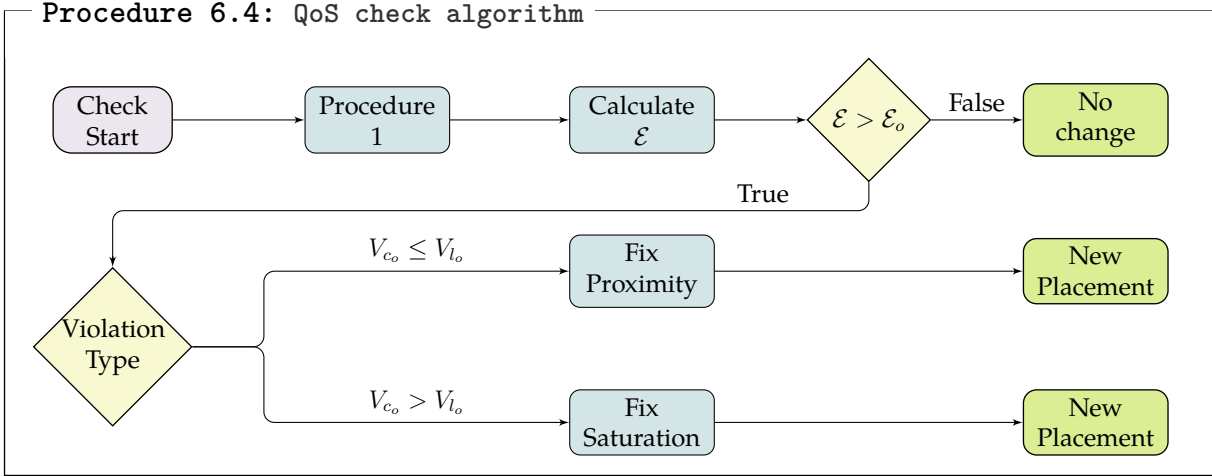 Procedure 6.4: QoS check algorithm
Check
Start
Procedure
1
Calculate
ℰ
ℰ > ℰₒ
False
No
change
True
Violation
Type
V_{c_o} ≤ V_{l_o}
Fix
Proximity
New
Placement
V_{c_o} > V_{l_o}
Fix
Saturation
New
Placement